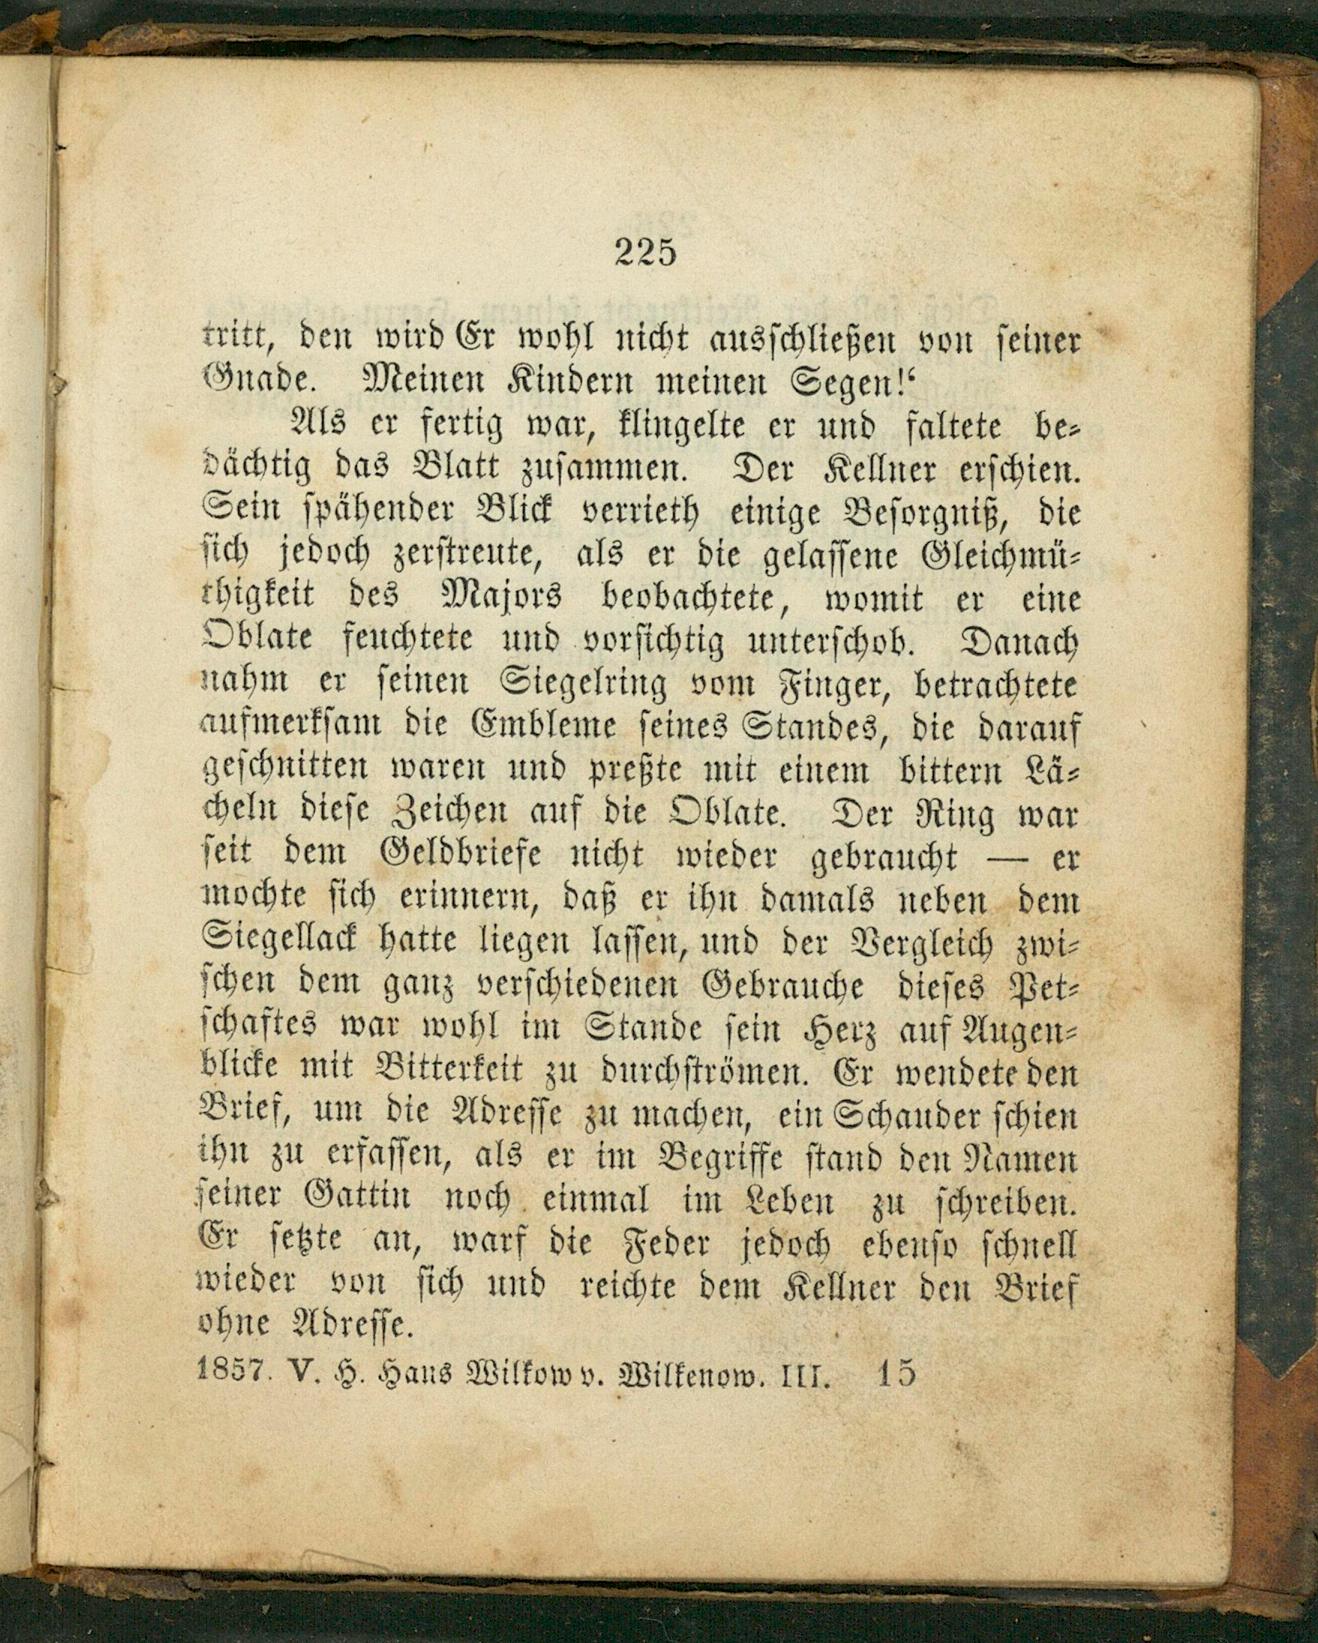 225
tritt, den wird Er wohl nicht ausschließen von seiner
Gnade. Meinen Kindern meinen Segen!‘
Als er fertig war, klingelte er und faltete be-
dächtig das Blatt zusammen. Der Kellner erschien.
Sein spähender Blick verrieth einige Besorgniß, die
sich jedoch zerstreute, als er die gelassene Gleichmü-
thigkeit des Majors beobachtete, womit er eine
Oblate feuchtete und vorsichtig unterschob. Danach
nahm er seinen Siegelring vom Finger, betrachtete
aufmerksam die Embleme seines Standes, die darauf
geschnitten waren und preßte mit einem bittern Lä-
cheln diese Zeichen auf die Oblate. Der Ring war
seit dem Geldbriefe nicht wieder gebraucht — er
mochte sich erinnern, daß er ihn damals neben dem
Siegellack hatte liegen lassen, und der Vergleich zwi-
schen dem ganz verschiedenen Gebrauche dieses Pet-
schaftes war wohl im Stande sein Herz auf Augen-
blicke mit Bitterkeit zu durchströmen. Er wendete den
Brief, um die Adresse zu machen, ein Schauder schien
ihn zu erfassen, als er im Begriffe stand den Namen
seiner Gattin noch einmal im Leben zu schreiben.
Er setzte an, warf die Feder jedoch ebenso schnell
wieder von sich und reichte dem Kellner den Brief
ohne Adresse.
1857. V. H. Hans Wilkow v. Wilkenow. III. 15